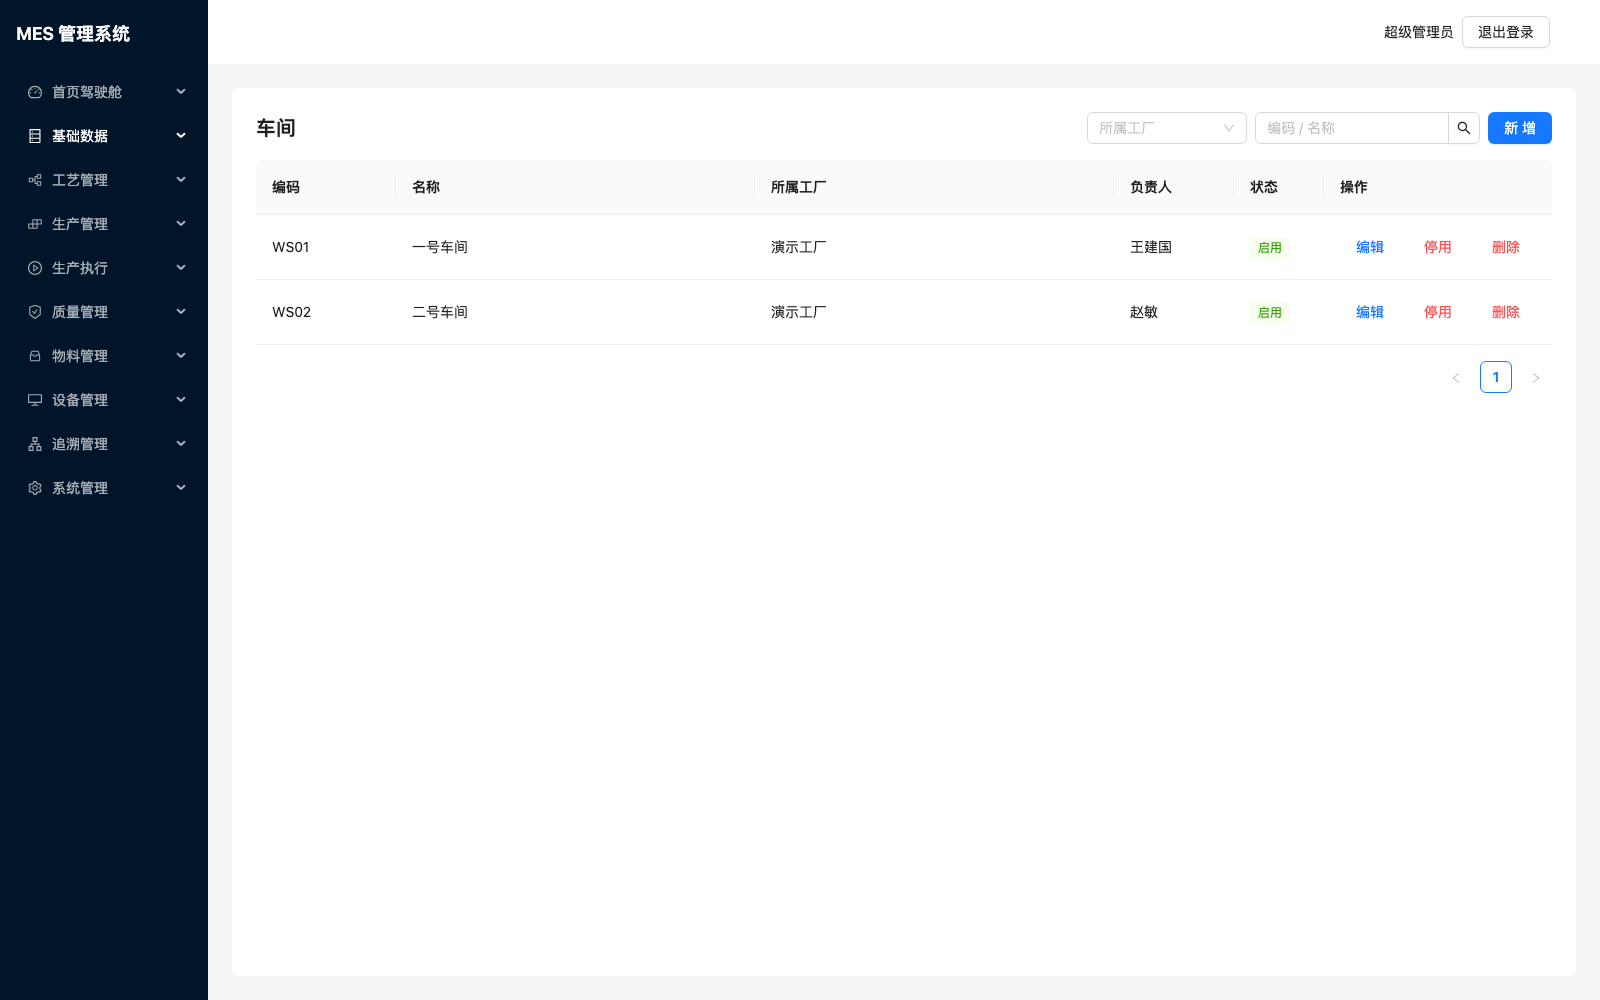 MES 管理系统
首页驾驶舱
基础数据
工艺管理
生产管理
生产执行
质量管理
物料管理
设备管理
追溯管理
系统管理
超级管理员 退出登录
车间 所属工厂 编码 / 名称 新 增
编码 名称 所属工厂 负责人 状态 操作
WS01 一号车间 演示工厂 王建国 启用 编辑 停用 删除
WS02 二号车间 演示工厂 赵敏 启用 编辑 停用 删除
1